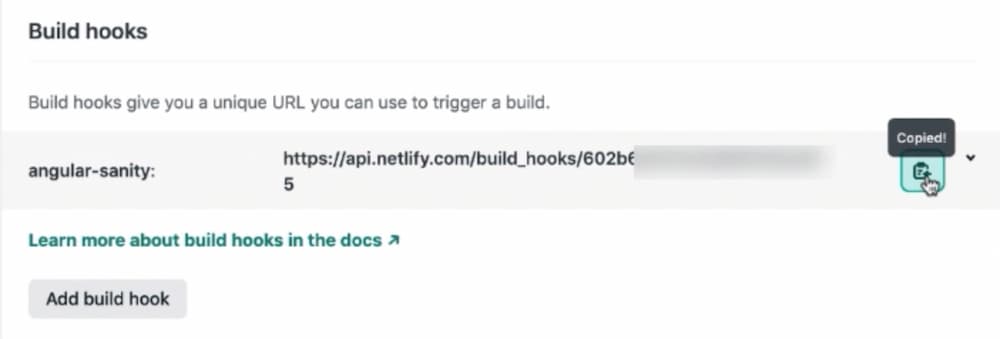 Build hooks
Build hooks give you a unique URL you can use to trigger a build.
Copied!
angular-sanity:
https://api.netlify.com/build_hooks/602b6
5
Learn more about build hooks in the docs ↗
Add build hook